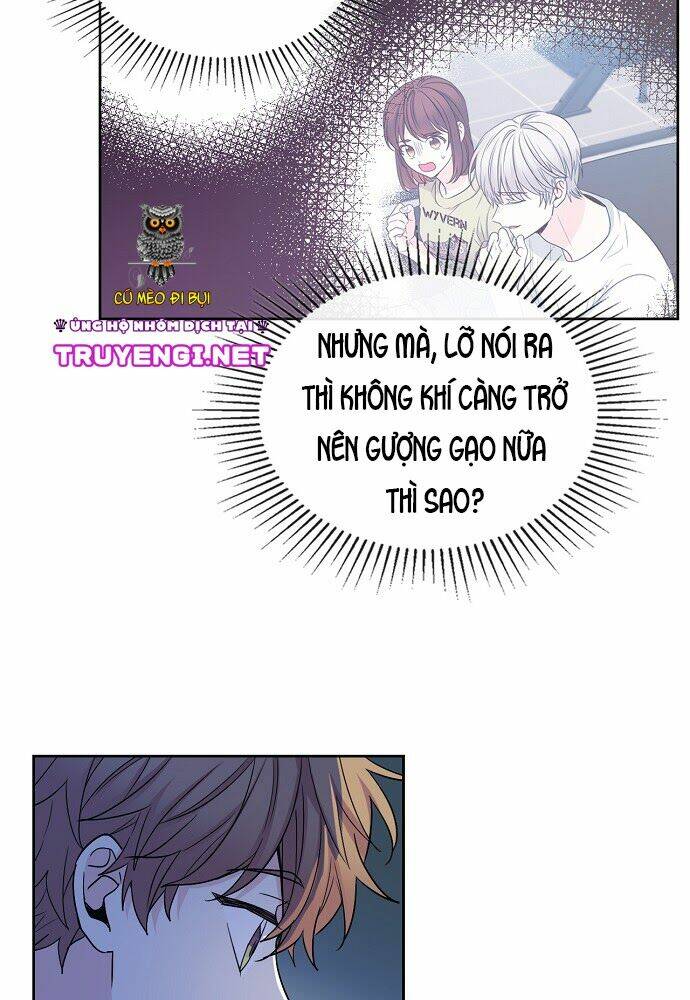 WYVERN
CÚ MÈO ĐI BỤI
ỦNG HỘ NHÓM DỊCH TẠI
TRUYENGI.NET
NHƯNG MÀ, LỠ NÓI RA
THÌ KHÔNG KHÍ CÀNG TRỞ
NÊN GƯỢNG GẠO NỮA
THÌ SAO?